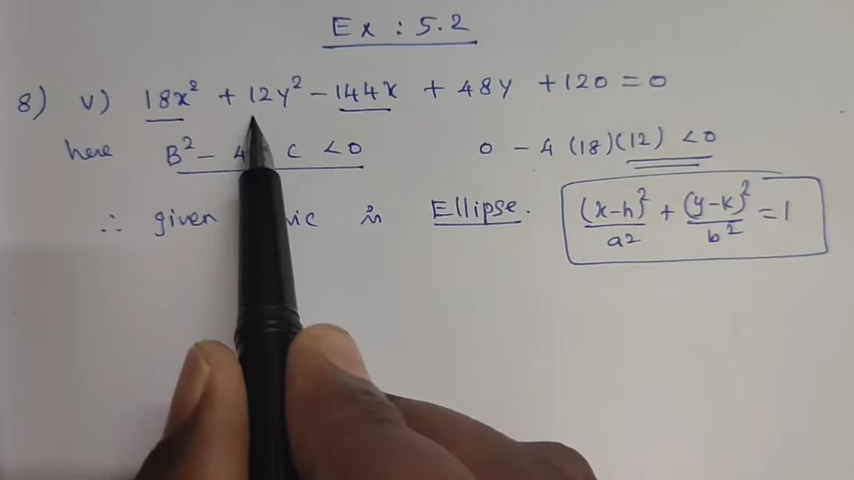 Ex : 5.2
8) v) 18x² + 12y² - 144x + 48y + 120 = 0
here B² - 4 C < 0 0 - 4 (18)(12) < 0
∴ given is Ellipse. (x-h)²/a2 + (y-k)²/b² = 1